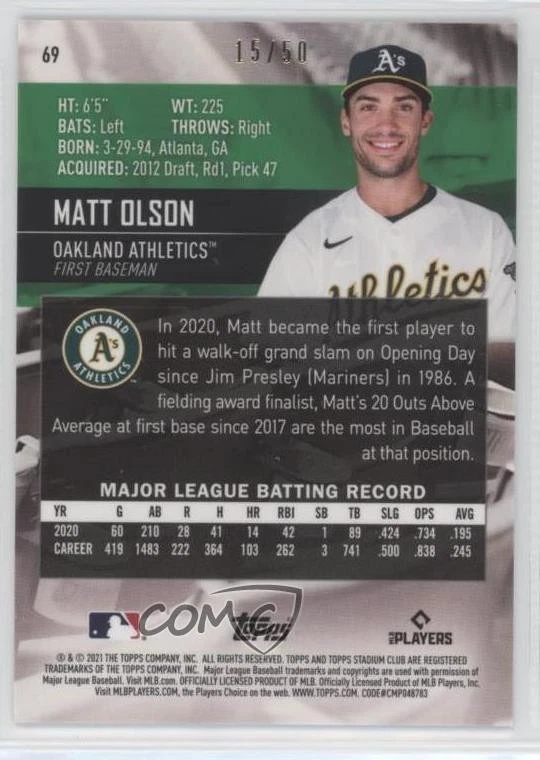 69
15/50
A's
HT: 6'5" WT: 225
BATS: Left THROWS: Right
BORN: 3-29-94, Atlanta, GA
ACQUIRED: 2012 Draft, Rd1, Pick 47
MATT OLSON
OAKLAND ATHLETICS™
FIRST BASEMAN
Athletics
OAKLAND
A's
ATHLETICS
In 2020, Matt became the first player to
hit a walk-off grand slam on Opening Day
since Jim Presley (Mariners) in 1986. A
fielding award finalist, Matt's 20 Outs Above
Average at first base since 2017 are the most in Baseball
at that position.
MAJOR LEAGUE BATTING RECORD
YR G AB R H HR RBI SB TB SLG OPS AVG
2020 60 210 28 41 14 42 1 89 .424 .734 .195
CAREER 419 1483 222 364 103 262 3 741 .500 .838 .245
COMC
topps
MLB PLAYERS
® & © 2021 THE TOPPS COMPANY, INC. ALL RIGHTS RESERVED. TOPPS AND TOPPS STADIUM CLUB ARE REGISTERED
TRADEMARKS OF THE TOPPS COMPANY, INC. Major League Baseball trademarks and copyrights are used with permission of
Major League Baseball. Visit MLB.com. OFFICIALLY LICENSED PRODUCT OF MLB. Officially Licensed Product of MLB Players, Inc.
Visit MLBPLAYERS.com, the Players Choice on the web. WWW.TOPPS.COM. CODE#CMP048783